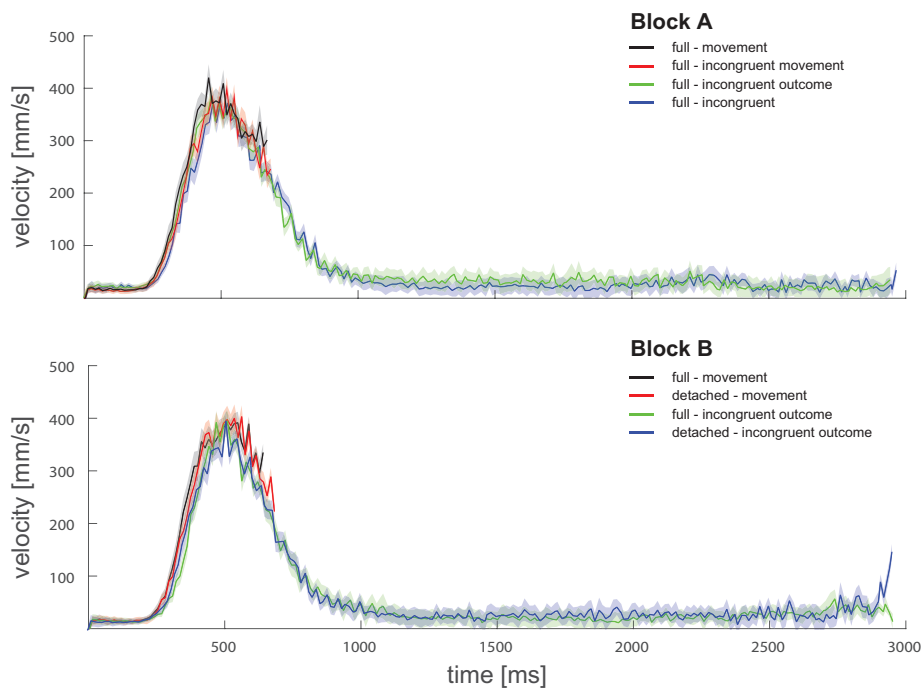 Block A
full - movement
full - incongruent movement
full - incongruent outcome
full - incongruent
500
400
300
200
100
velocity [mm/s]
Block B
full - movement
detached - movement
full - incongruent outcome
detached - incongruent outcome
500
400
300
200
100
velocity [mm/s]
500 1000 1500 2000 2500 3000
time [ms]